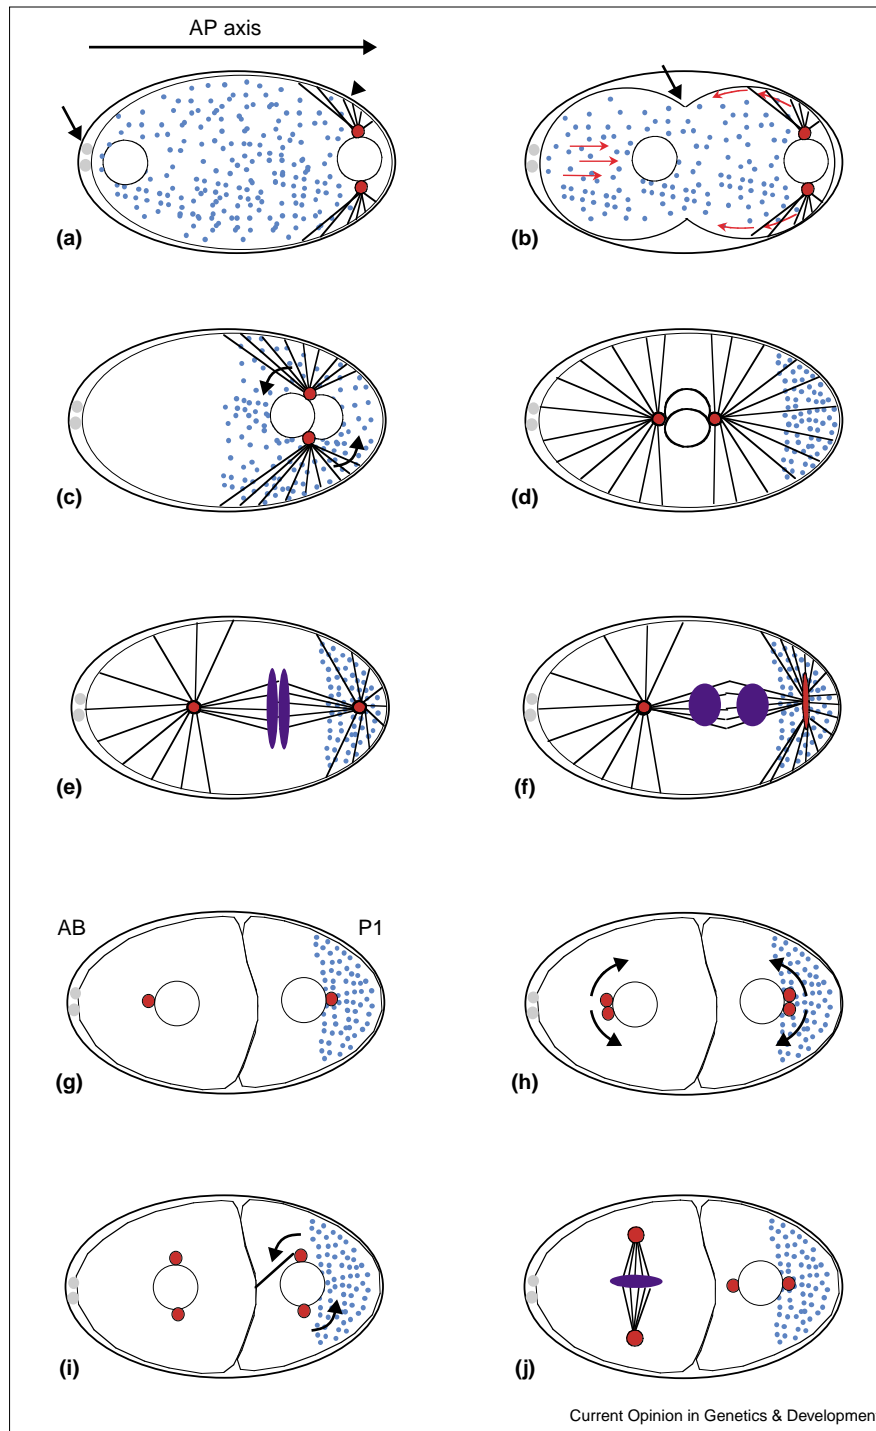 AP axis
(a)
(b)
(c)
(d)
(e)
(f)
AB
P1
(g)
(h)
(i)
(j)
Current Opinion in Genetics & Developmen